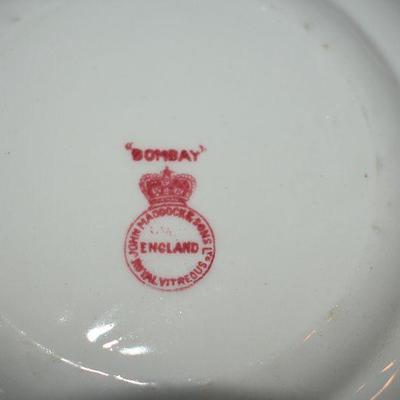 "BOMBAY"
JOHN MADDOCK & SONS LTD
ENGLAND
ROYAL VITREOUS